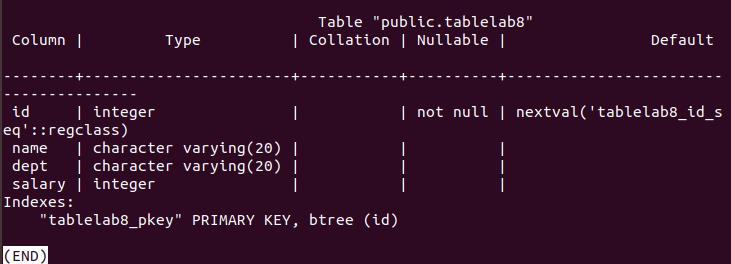 Table "public.tablelab8"
 Column |         Type          | Collation | Nullable |                Default
--------+-----------------------+-----------+----------+------------------------
----------------
 id     | integer               |           | not null | nextval('tablelab8_id_s
eq'::regclass)
 name   | character varying(20) |           |          |
 dept   | character varying(20) |           |          |
 salary | integer               |           |          |
Indexes:
    "tablelab8_pkey" PRIMARY KEY, btree (id)
(END)